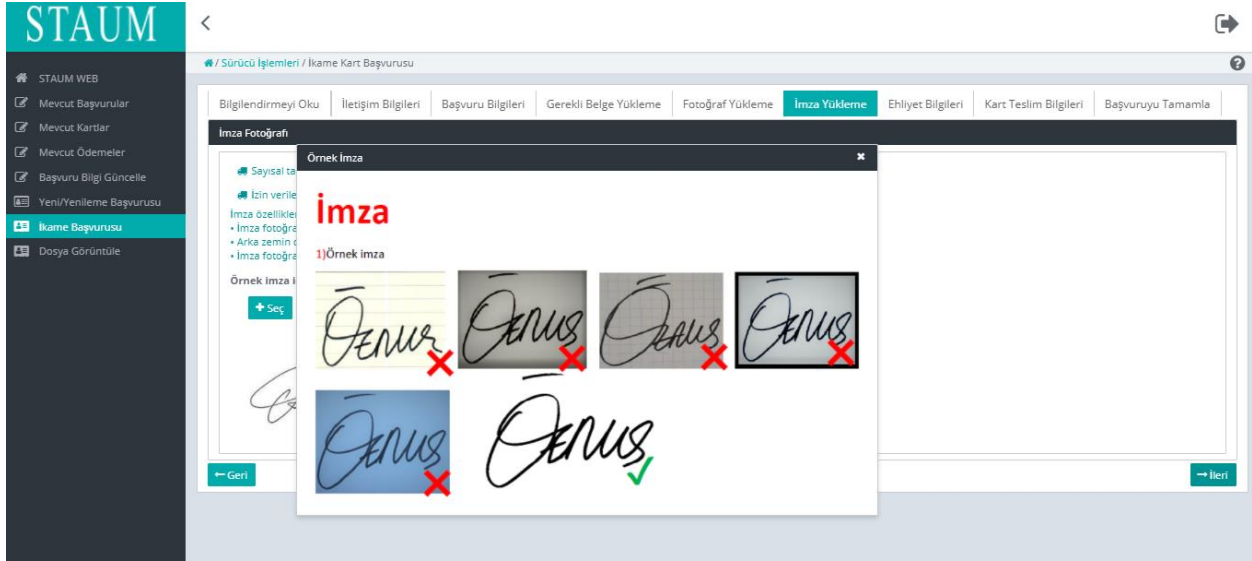 STAUM
/ Sürücü İşlemleri / İkame Kart Başvurusu
STAUM WEB
Mevcut Başvurular
Mevcut Kartlar
Mevcut Ödemeler
Başvuru Bilgi Güncelle
Yeni/Yenileme Başvurusu
İkame Başvurusu
Dosya Görüntüle
Bilgilendirmeyi Oku
İletişim Bilgileri
Başvuru Bilgileri
Gerekli Belge Yükleme
Fotoğraf Yükleme
İmza Yükleme
Ehliyet Bilgileri
Kart Teslim Bilgileri
Başvuruyu Tamamla
İmza Fotoğrafı
Sayısal ta
İzin verile
İmza özellikle
• İmza fotoğra
• Arka zemin
• İmza fotoğra
Örnek imza i
+ Seç
Örnek İmza
İmza
1)Örnek imza
← Geri
→ İleri